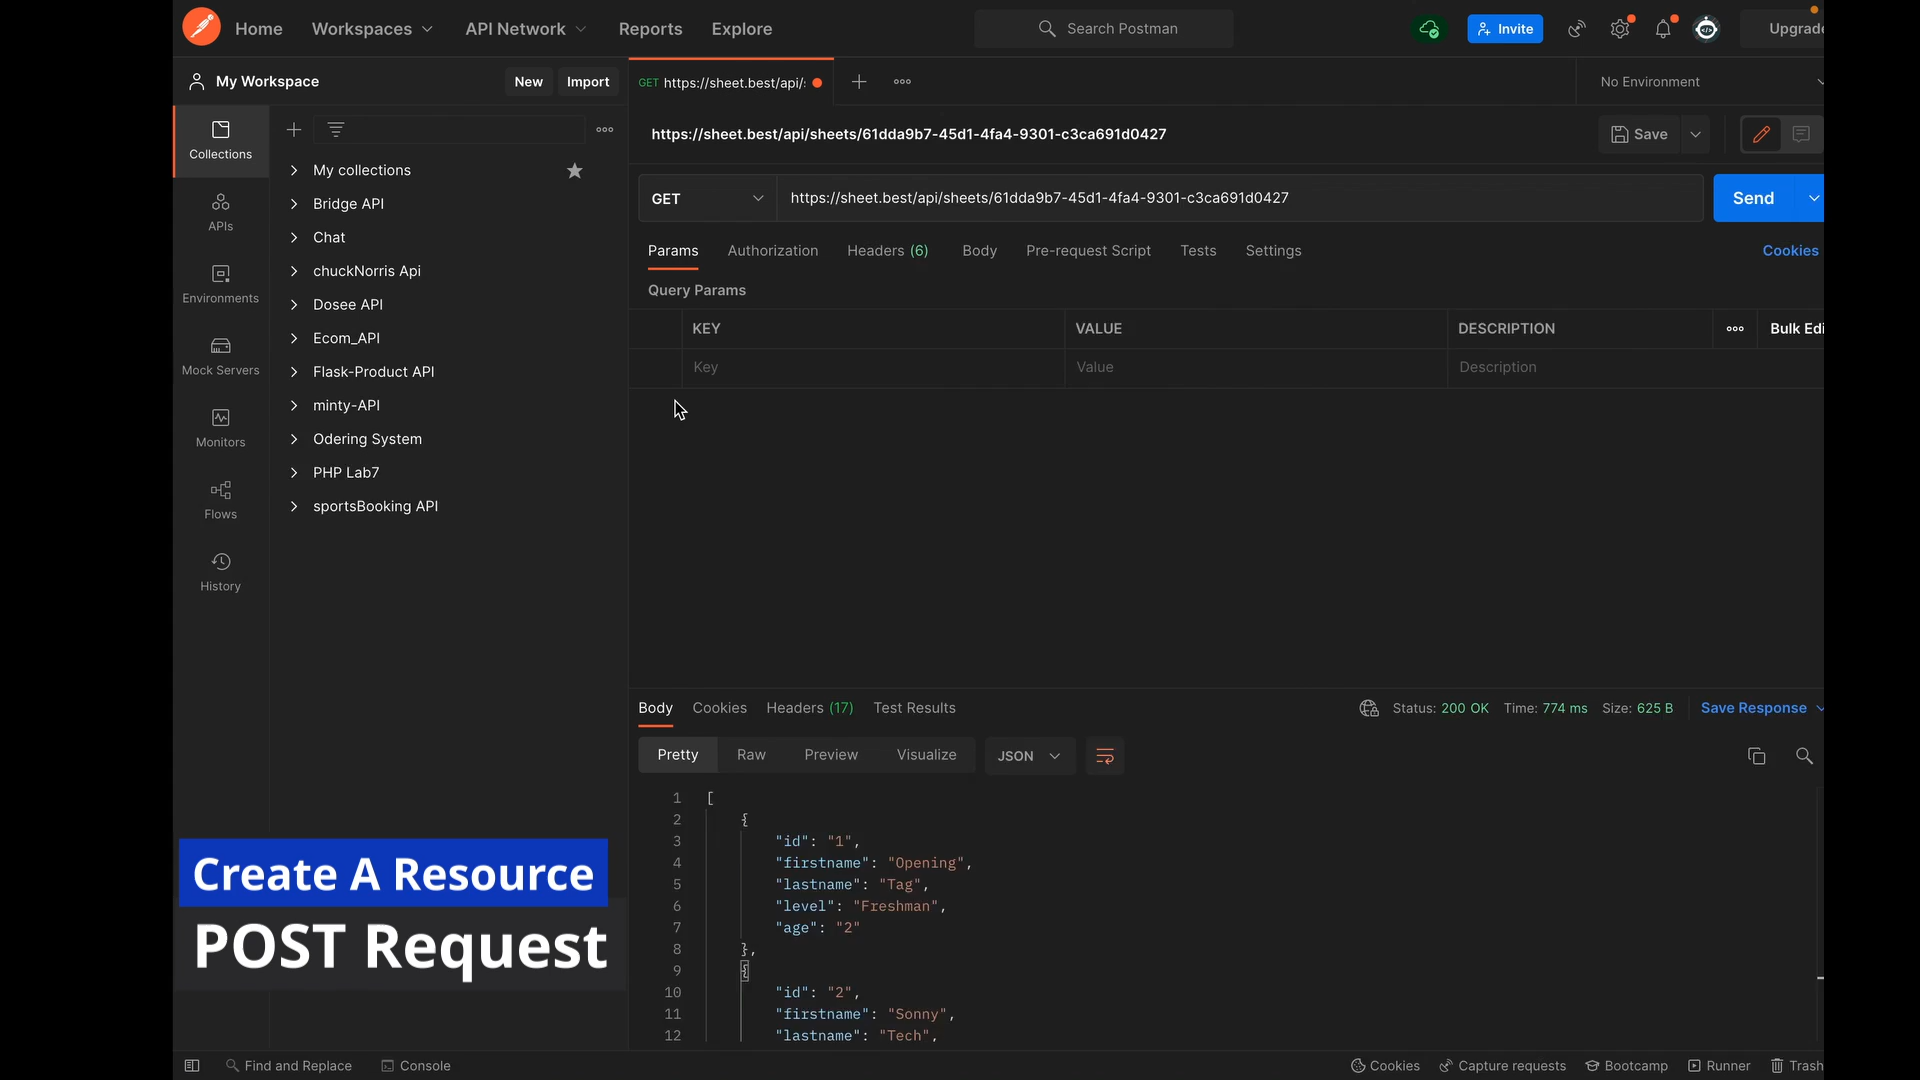 Home Workspaces API Network Reports Explore Search Postman Invite Upgrade
My Workspace New Import GET https://sheet.best/api/: No Environment
https://sheet.best/api/sheets/61dda9b7-45d1-4fa4-9301-c3ca691d0427 Save
GET https://sheet.best/api/sheets/61dda9b7-45d1-4fa4-9301-c3ca691d0427 Send
Params Authorization Headers (6) Body Pre-request Script Tests Settings Cookies
Query Params
KEY VALUE DESCRIPTION Bulk Edi
Key Value Description
Collections
APIs
Environments
Mock Servers
Monitors
Flows
History
My collections
Bridge API
Chat
chuckNorris Api
Dosee API
Ecom_API
Flask-Product API
minty-API
Odering System
PHP Lab7
sportsBooking API
Body Cookies Headers (17) Test Results Status: 200 OK Time: 774 ms Size: 625 B Save Response
Pretty Raw Preview Visualize JSON
1 [
2 {
3 "id": "1",
4 "firstname": "Opening",
5 "lastname": "Tag",
6 "level": "Freshman",
7 "age": "2"
8 },
9 {
10 "id": "2",
11 "firstname": "Sonny",
12 "lastname": "Tech",
Create A Resource
POST Request
Find and Replace Console Cookies Capture requests Bootcamp Runner Trash